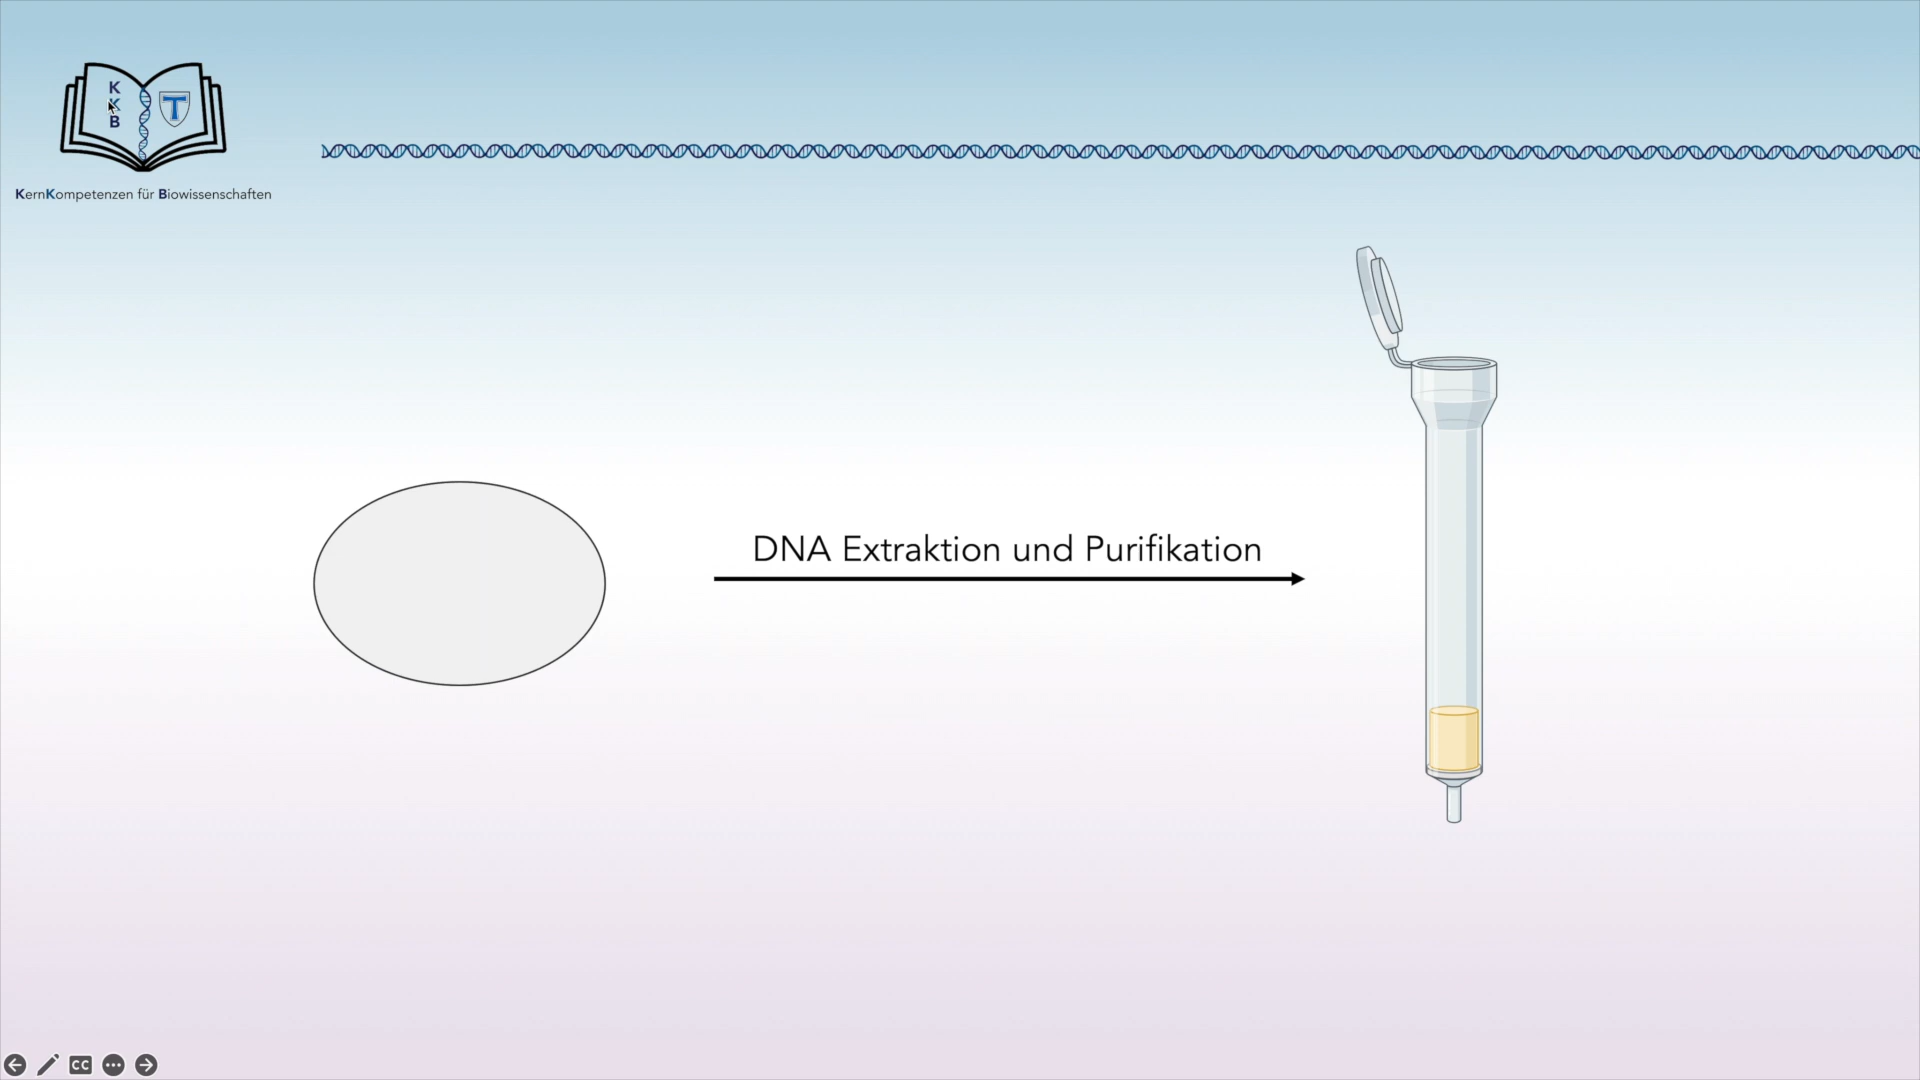 K
K
B
T
KernKompetenzen für Biowissenschaften
DNA Extraktion und Purifikation
CC